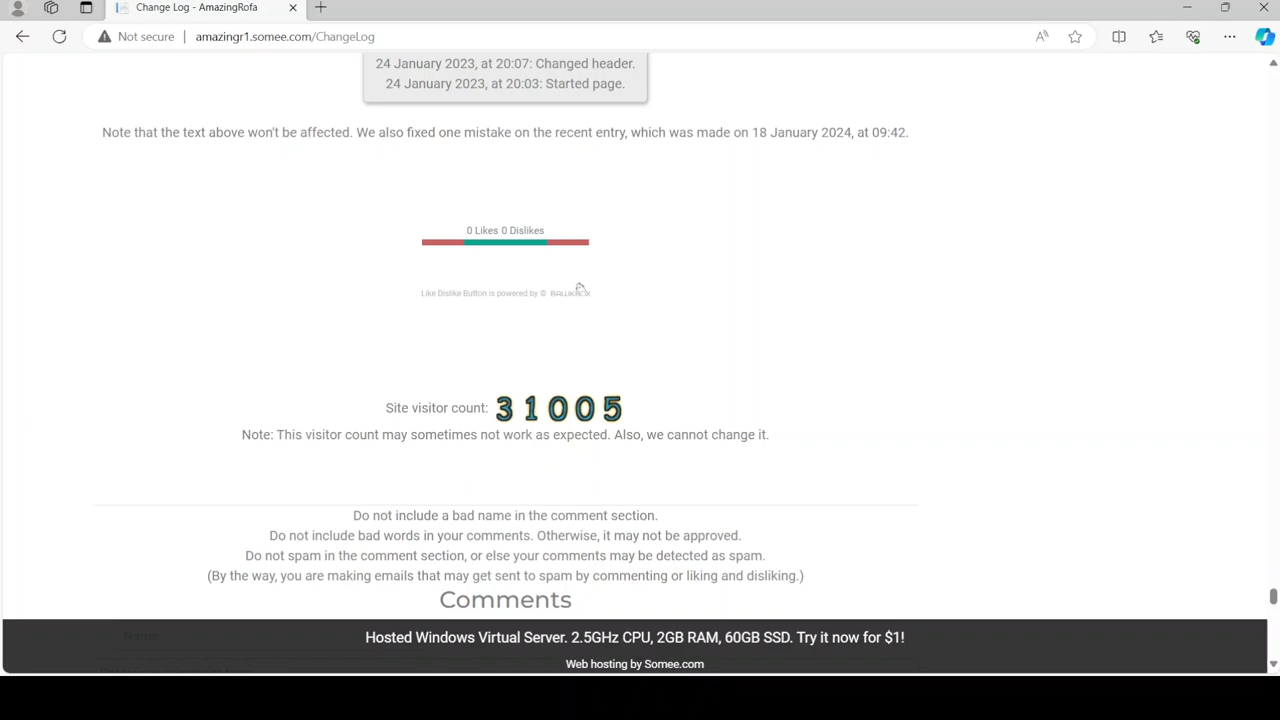 Change Log - AmazingRofa
Not secure
amazingr1.somee.com/ChangeLog
24 January 2023, at 20:07: Changed header.
24 January 2023, at 20:03: Started page.
Note that the text above won't be affected. We also fixed one mistake on the recent entry, which was made on 18 January 2024, at 09:42.
0 Likes 0 Dislikes
Like Dislike Button is powered by ©
Site visitor count: 31005
Note: This visitor count may sometimes not work as expected. Also, we cannot change it.
Do not include a bad name in the comment section.
Do not include bad words in your comments. Otherwise, it may not be approved.
Do not spam in the comment section, or else your comments may be detected as spam.
(By the way, you are making emails that may get sent to spam by commenting or liking and disliking.)
Comments
Name
Hosted Windows Virtual Server. 2.5GHz CPU, 2GB RAM, 60GB SSD. Try it now for $1!
Web hosting by Somee.com